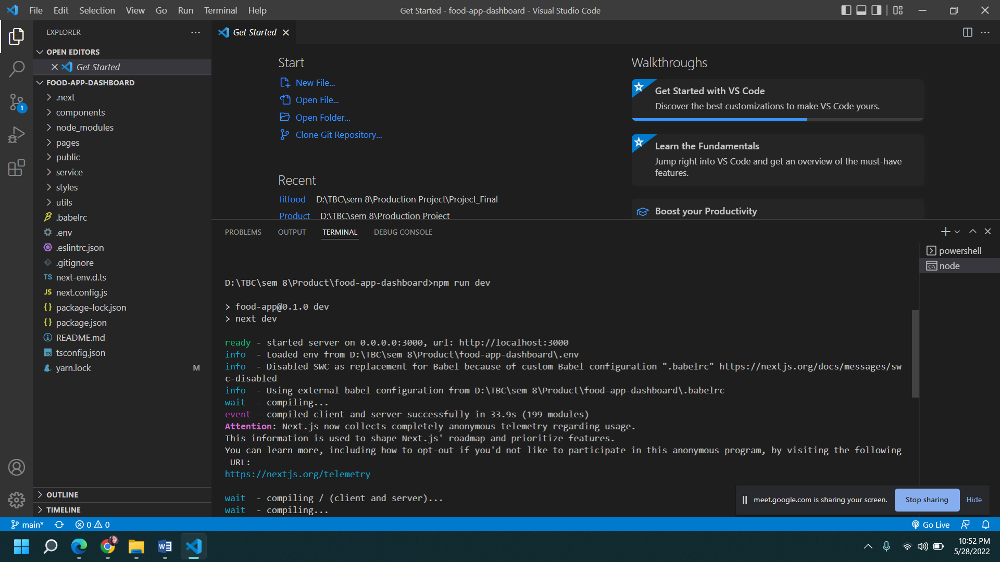 File Edit Selection View Go Run Terminal Help
Get Started - food-app-dashboard - Visual Studio Code
EXPLORER
OPEN EDITORS
Get Started
FOOD-APP-DASHBOARD
.next
components
node_modules
pages
public
service
styles
utils
.babelrc
.env
.eslintrc.json
.gitignore
TS next-env.d.ts
JS next.config.js
{} package-lock.json
{} package.json
README.md
TS tsconfig.json
yarn.lock M
OUTLINE
TIMELINE
1
Get Started
Start
New File...
Open File...
Open Folder...
Clone Git Repository...
Recent
fitfood D:\TBC\sem 8\Production Project\Project_Final
Product D:\TBC\sem 8\Production Project
Walkthroughs
Get Started with VS Code
Discover the best customizations to make VS Code yours.
Learn the Fundamentals
Jump right into VS Code and get an overview of the must-have
features.
Boost your Productivity
PROBLEMS OUTPUT TERMINAL DEBUG CONSOLE
powershell
node
D:\TBC\sem 8\Product\food-app-dashboard>npm run dev
> food-app@0.1.0 dev
> next dev
ready - started server on 0.0.0.0:3000, url: http://localhost:3000
info - Loaded env from D:\TBC\sem 8\Product\food-app-dashboard\.env
info - Disabled SWC as replacement for Babel because of custom Babel configuration ".babelrc" https://nextjs.org/docs/messages/sw
c-disabled
info - Using external babel configuration from D:\TBC\sem 8\Product\food-app-dashboard\.babelrc
wait - compiling...
event - compiled client and server successfully in 33.9s (199 modules)
Attention: Next.js now collects completely anonymous telemetry regarding usage.
This information is used to shape Next.js' roadmap and prioritize features.
You can learn more, including how to opt-out if you'd not like to participate in this anonymous program, by visiting the following
URL:
https://nextjs.org/telemetry
wait - compiling / (client and server)...
wait - compiling...
meet.google.com is sharing your screen. Stop sharing Hide
main* 0 0 Go Live
10:52 PM
5/28/2022